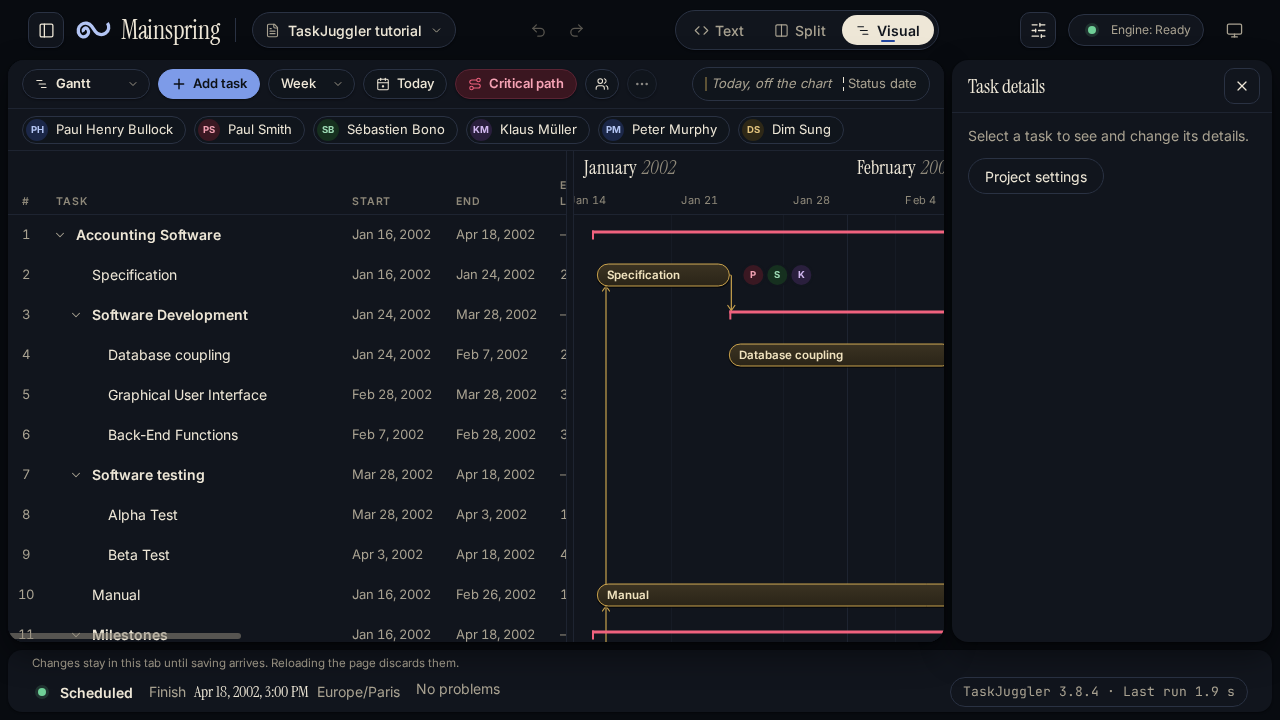 Mainspring
TaskJuggler tutorial
Text
Split
Visual
Engine: Ready
Gantt
Add task
Week
Today
Critical path
Today, off the chart
Status date
PH Paul Henry Bullock
PS Paul Smith
SB Sébastien Bono
KM Klaus Müller
PM Peter Murphy
DS Dim Sung
# TASK START END
January 2002 February
Jan 21 Jan 28 Feb 4
1 Accounting Software Jan 16, 2002 Apr 18, 2002 –
2 Specification Jan 16, 2002 Jan 24, 2002
Specification P S K
3 Software Development Jan 24, 2002 Mar 28, 2002 –
4 Database coupling Jan 24, 2002 Feb 7, 2002
Database coupling
5 Graphical User Interface Feb 28, 2002 Mar 28, 2002
6 Back-End Functions Feb 7, 2002 Feb 28, 2002
7 Software testing Mar 28, 2002 Apr 18, 2002 –
8 Alpha Test Mar 28, 2002 Apr 3, 2002
9 Beta Test Apr 3, 2002 Apr 18, 2002
10 Manual Jan 16, 2002 Feb 26, 2002
Manual
11 Milestones Jan 16, 2002 Apr 18, 2002 –
Task details
Select a task to see and change its details.
Project settings
Changes stay in this tab until saving arrives. Reloading the page discards them.
Scheduled Finish Apr 18, 2002, 3:00 PM Europe/Paris No problems
TaskJuggler 3.8.4 · Last run 1.9 s